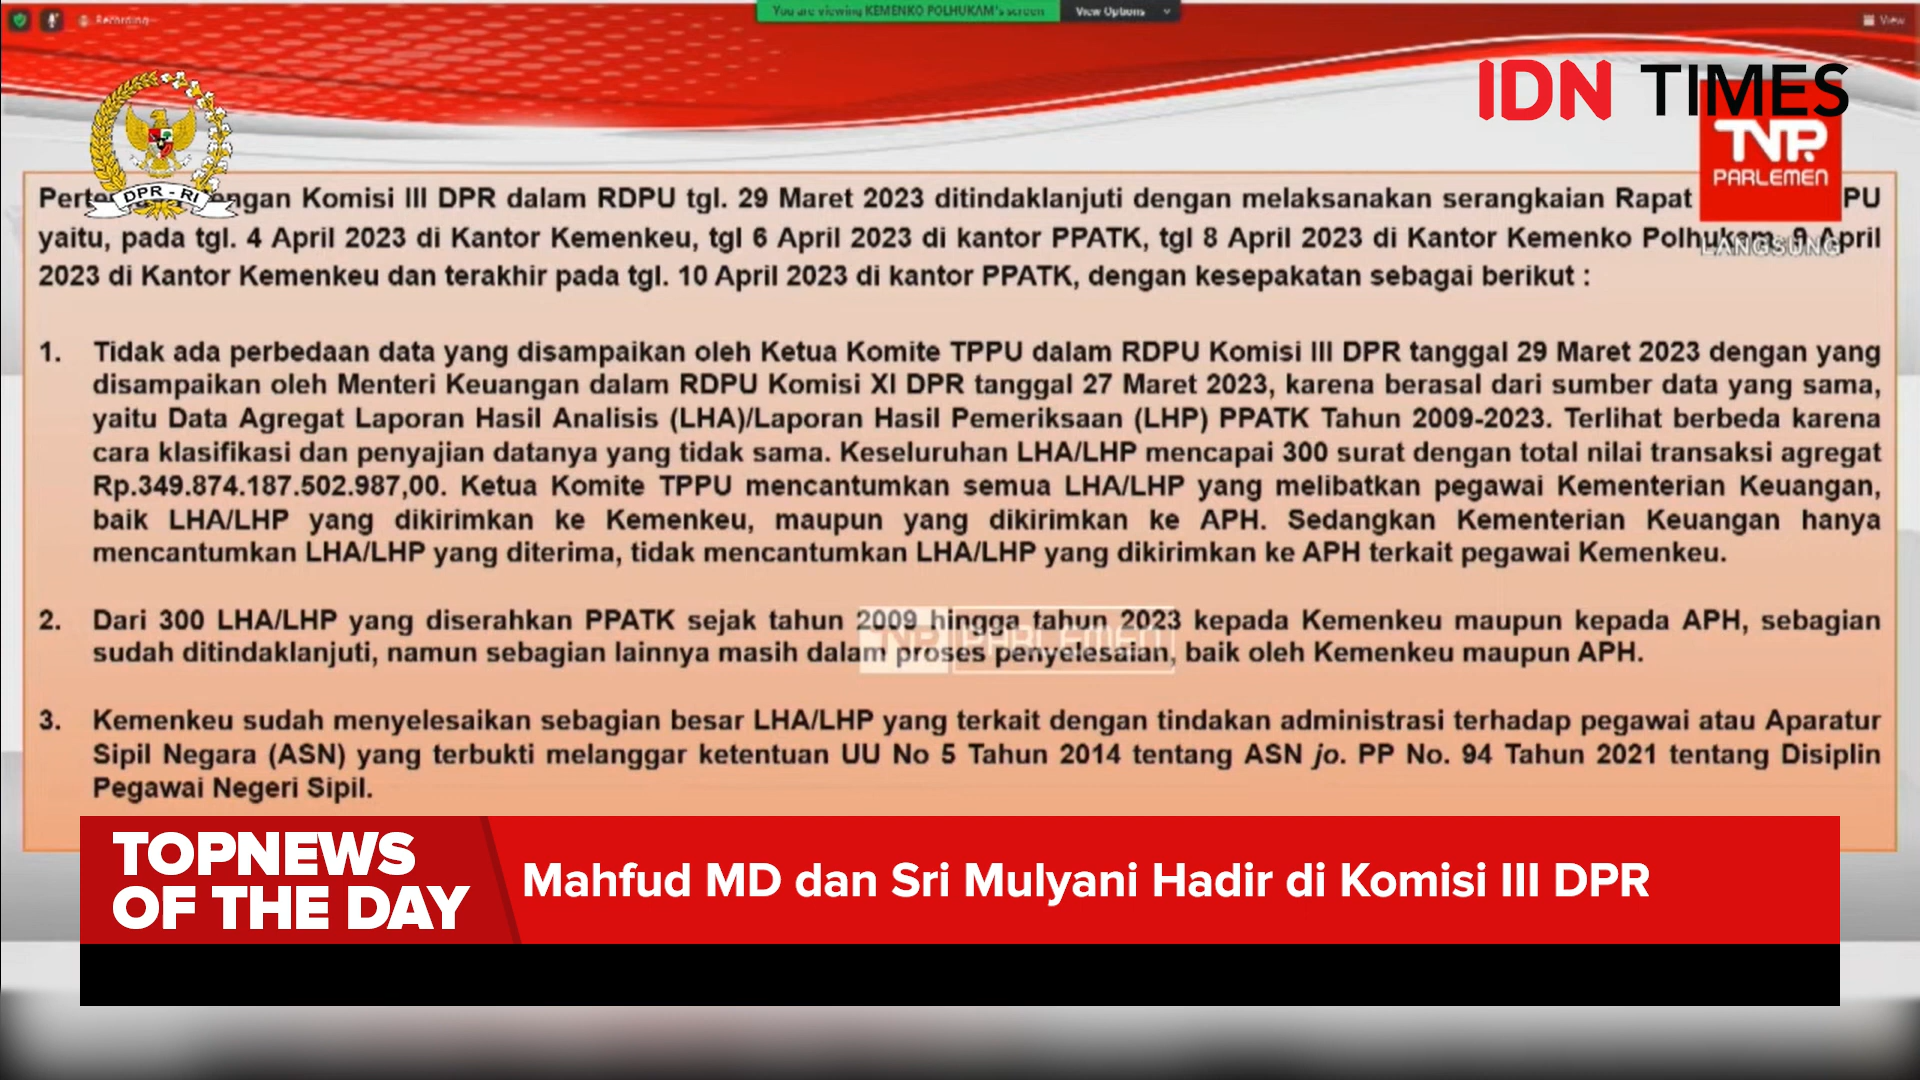 Recording
You are viewing KEMENKO POLHUKAM's screen
View Options
View
IDN TIMES
TVP.
PARLEMEN
LANGSUNG
DPR - RI
Komisi III DPR dalam RDPU tgl. 29 Maret 2023 ditindaklanjuti dengan melaksanakan serangkaian Rapat
yaitu, pada tgl. 4 April 2023 di Kantor Kemenkeu, tgl 6 April 2023 di kantor PPATK, tgl 8 April 2023 di Kantor Kemenko Polhukam, 9 April
2023 di Kantor Kemenkeu dan terakhir pada tgl. 10 April 2023 di kantor PPATK, dengan kesepakatan sebagai berikut :
1. Tidak ada perbedaan data yang disampaikan oleh Ketua Komite TPPU dalam RDPU Komisi III DPR tanggal 29 Maret 2023 dengan yang
disampaikan oleh Menteri Keuangan dalam RDPU Komisi XI DPR tanggal 27 Maret 2023, karena berasal dari sumber data yang sama,
yaitu Data Agregat Laporan Hasil Analisis (LHA)/Laporan Hasil Pemeriksaan (LHP) PPATK Tahun 2009-2023. Terlihat berbeda karena
cara klasifikasi dan penyajian datanya yang tidak sama. Keseluruhan LHA/LHP mencapai 300 surat dengan total nilai transaksi agregat
Rp.349.874.187.502.987,00. Ketua Komite TPPU mencantumkan semua LHA/LHP yang melibatkan pegawai Kementerian Keuangan,
baik LHA/LHP yang dikirimkan ke Kemenkeu, maupun yang dikirimkan ke APH. Sedangkan Kementerian Keuangan hanya
mencantumkan LHA/LHP yang diterima, tidak mencantumkan LHA/LHP yang dikirimkan ke APH terkait pegawai Kemenkeu.
2. Dari 300 LHA/LHP yang diserahkan PPATK sejak tahun 2009 hingga tahun 2023 kepada Kemenkeu maupun kepada APH, sebagian
sudah ditindaklanjuti, namun sebagian lainnya masih dalam proses penyelesaian, baik oleh Kemenkeu maupun APH.
3. Kemenkeu sudah menyelesaikan sebagian besar LHA/LHP yang terkait dengan tindakan administrasi terhadap pegawai atau Aparatur
Sipil Negara (ASN) yang terbukti melanggar ketentuan UU No 5 Tahun 2014 tentang ASN jo. PP No. 94 Tahun 2021 tentang Disiplin
Pegawai Negeri Sipil.
TOPNEWS
OF THE DAY
Mahfud MD dan Sri Mulyani Hadir di Komisi III DPR